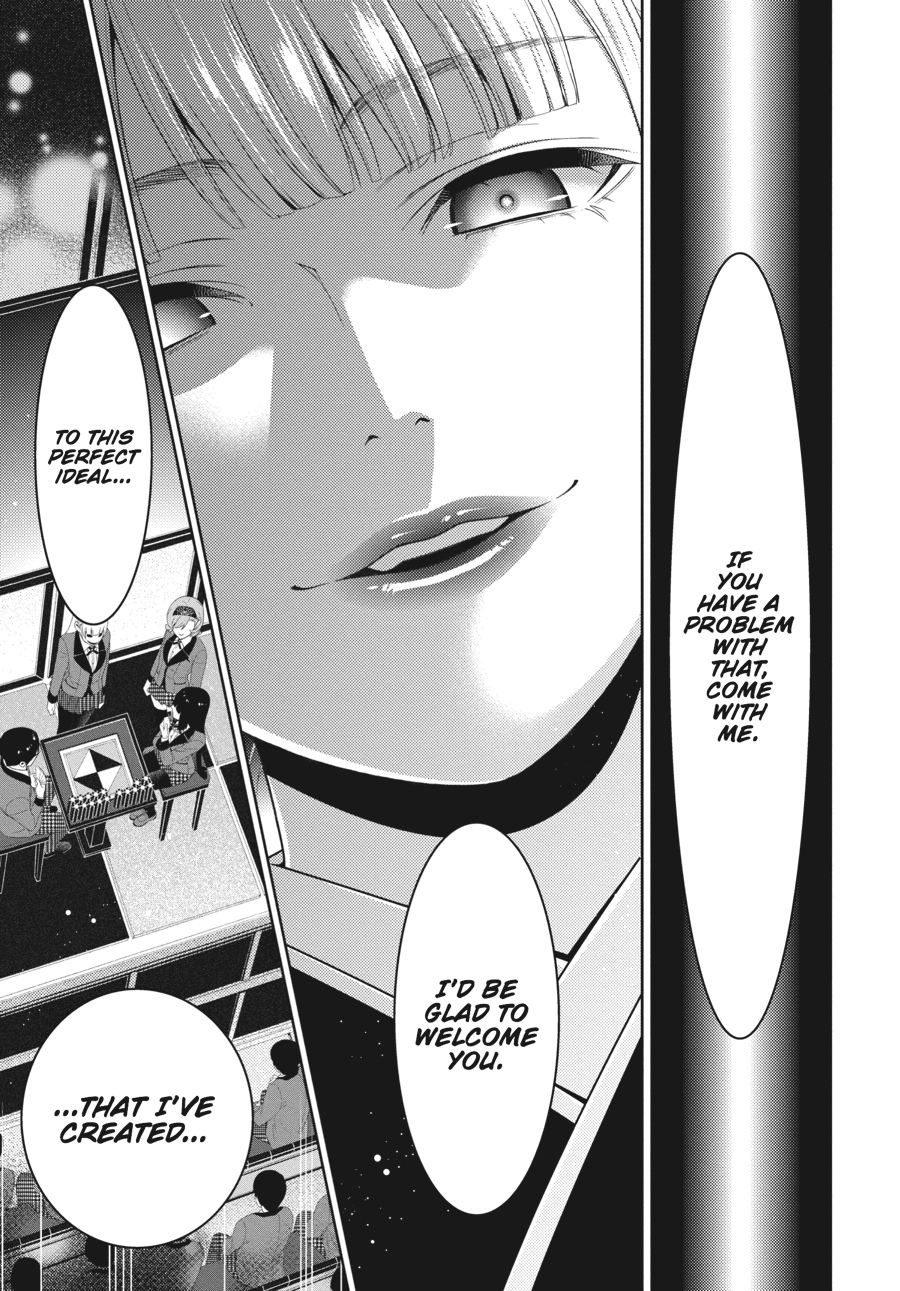 IF
YOU
HAVE A
PROBLEM
WITH
THAT,
COME
WITH
ME.
I'D BE
GLAD TO
WELCOME
YOU.
TO THIS
PERFECT
IDEAL...
...THAT I'VE
CREATED...